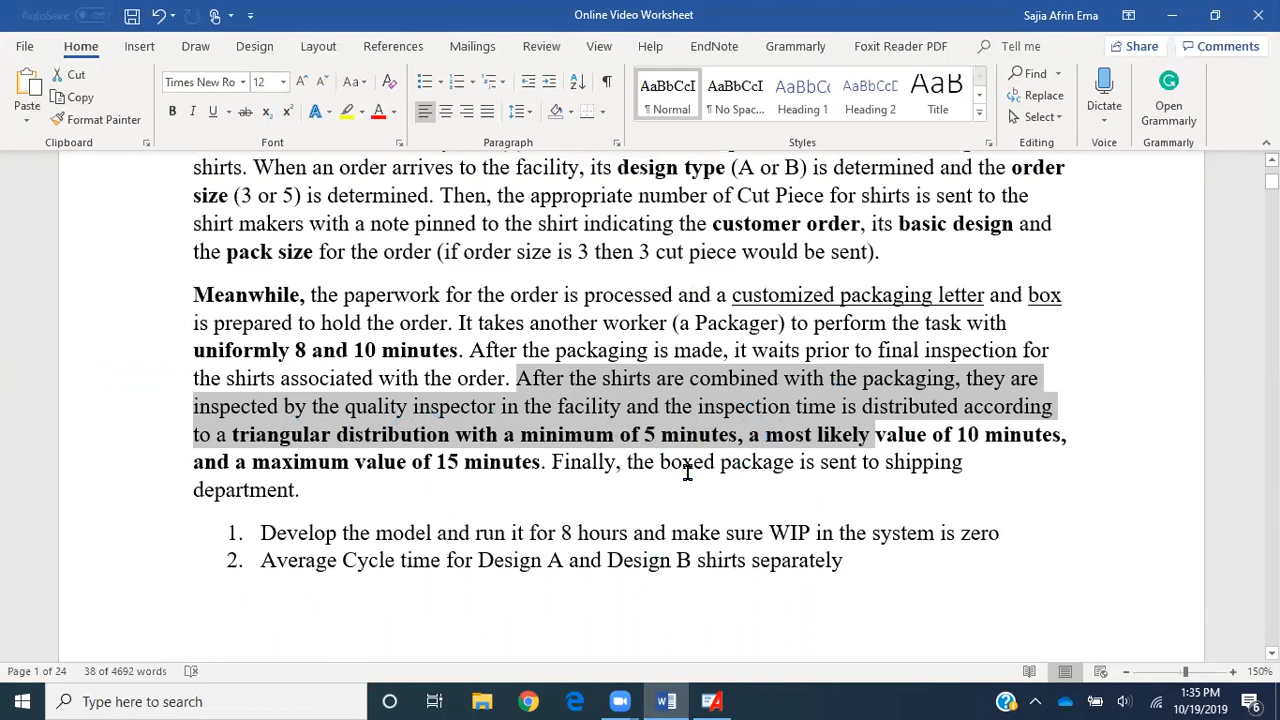 AutoSave
Online Video Worksheet
Sajia Afrin Ema
File Home Insert Draw Design Layout References Mailings Review View Help EndNote Grammarly Foxit Reader PDF Tell me Share Comments
Paste Cut Copy Format Painter
Times New Ro 12
AaBbCcI AaBbCcI AaBbCc AaBbCcI AaB
¶ Normal ¶ No Spac... Heading 1 Heading 2 Title
Find Replace Select
Dictate
Open Grammarly
Clipboard Font Paragraph Styles Editing Voice Grammarly
shirts. When an order arrives to the facility, its design type (A or B) is determined and the order
size (3 or 5) is determined. Then, the appropriate number of Cut Piece for shirts is sent to the
shirt makers with a note pinned to the shirt indicating the customer order, its basic design and
the pack size for the order (if order size is 3 then 3 cut piece would be sent).
Meanwhile, the paperwork for the order is processed and a customized packaging letter and box
is prepared to hold the order. It takes another worker (a Packager) to perform the task with
uniformly 8 and 10 minutes. After the packaging is made, it waits prior to final inspection for
the shirts associated with the order. After the shirts are combined with the packaging, they are
inspected by the quality inspector in the facility and the inspection time is distributed according
to a triangular distribution with a minimum of 5 minutes, a most likely value of 10 minutes,
and a maximum value of 15 minutes. Finally, the boxed package is sent to shipping
department.
1. Develop the model and run it for 8 hours and make sure WIP in the system is zero
2. Average Cycle time for Design A and Design B shirts separately
Page 1 of 24 38 of 4692 words
150%
Type here to search
1:35 PM
10/19/2019
6